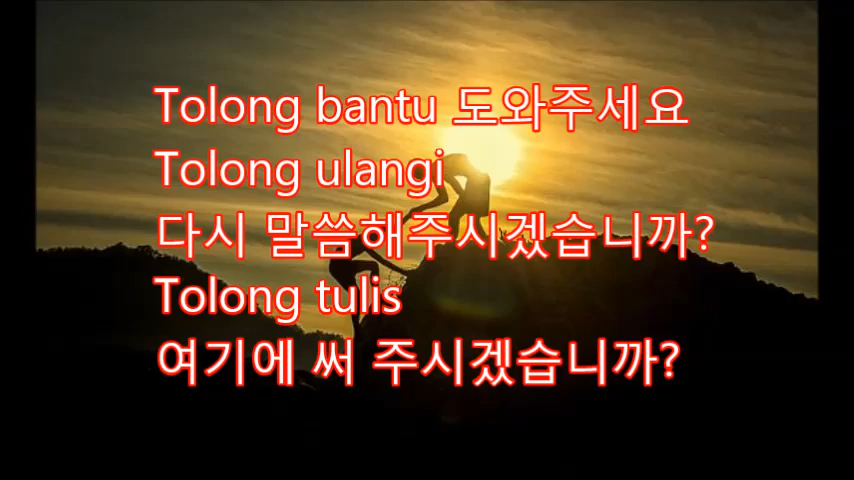 Tolong bantu 도와주세요
Tolong ulangi
다시 말씀해주시겠습니까?
Tolong tulis
여기에 써 주시겠습니까?